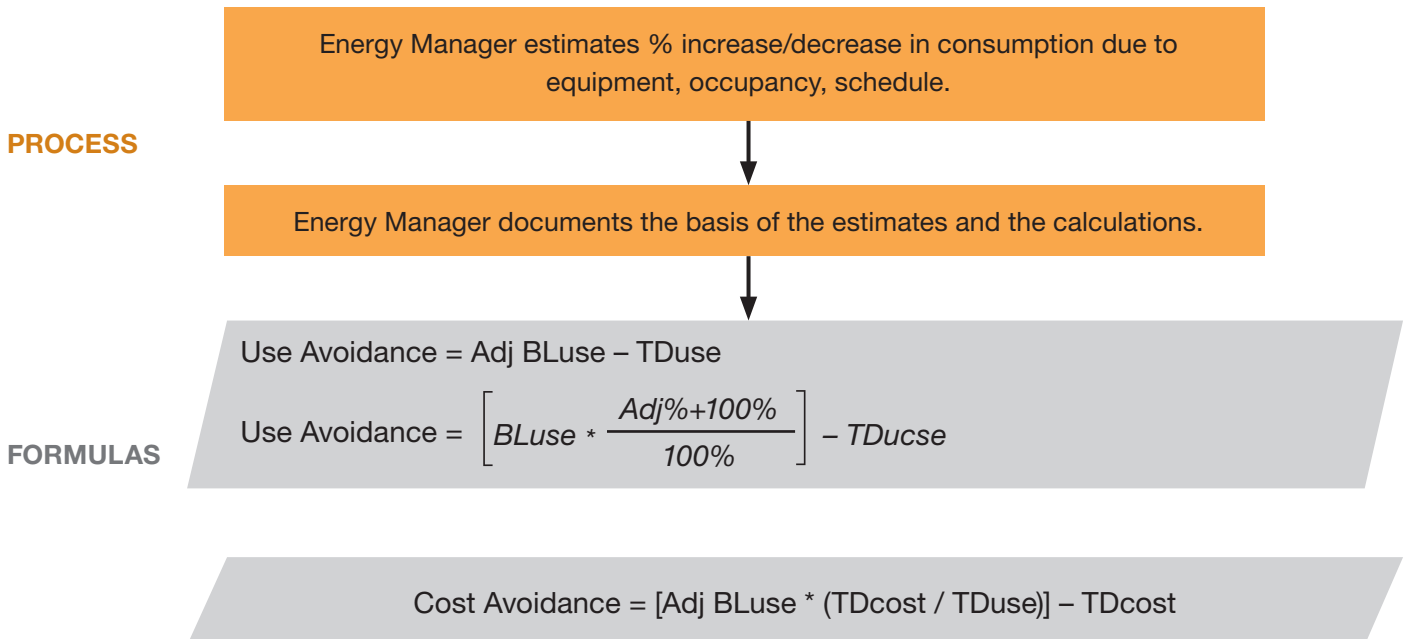 Energy Manager estimates % increase/decrease in consumption due to
equipment, occupancy, schedule.
PROCESS
Energy Manager documents the basis of the estimates and the calculations.
Use Avoidance = Adj BLuse – TDuse
Use Avoidance = [BLuse * (Adj%+100%) / 100%] – TDucse
FORMULAS
Cost Avoidance = [Adj BLuse * (TDcost / TDuse)] – TDcost